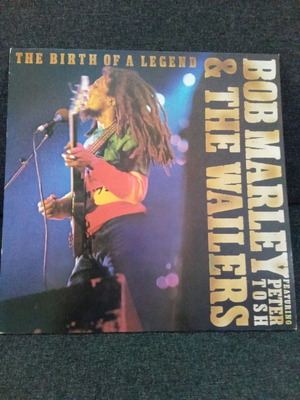 THE BIRTH OF A LEGEND
BOB MARLEY
& THE WAILERS
FEATURING
PETER
TOSH